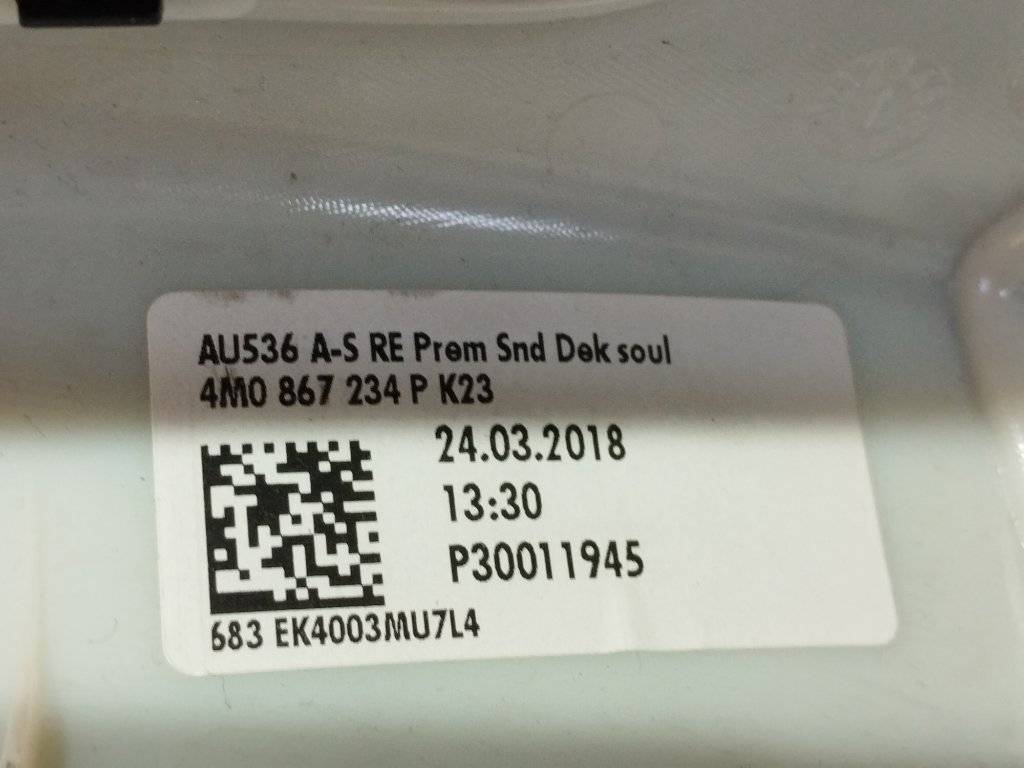 AU536 A-S RE Prem Snd Dek soul
4M0 867 234 P K23
24.03.2018
13:30
P30011945
683 EK4003MU7L4